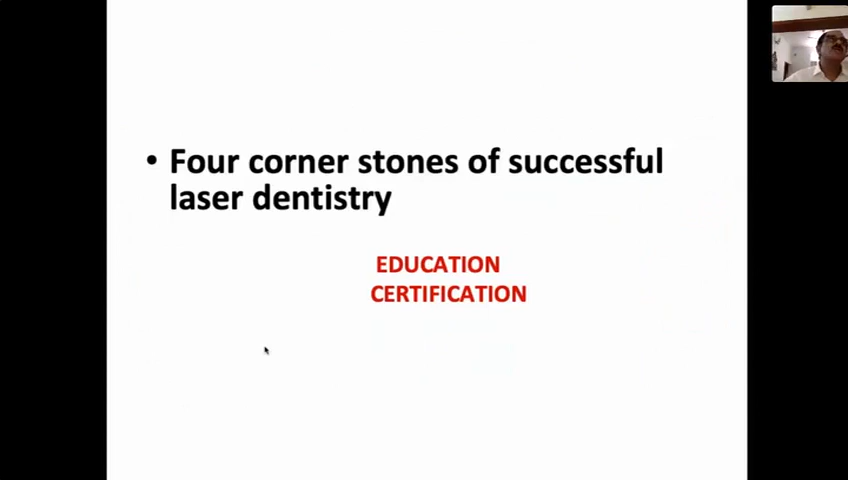 • Four corner stones of successful
laser dentistry
EDUCATION
CERTIFICATION